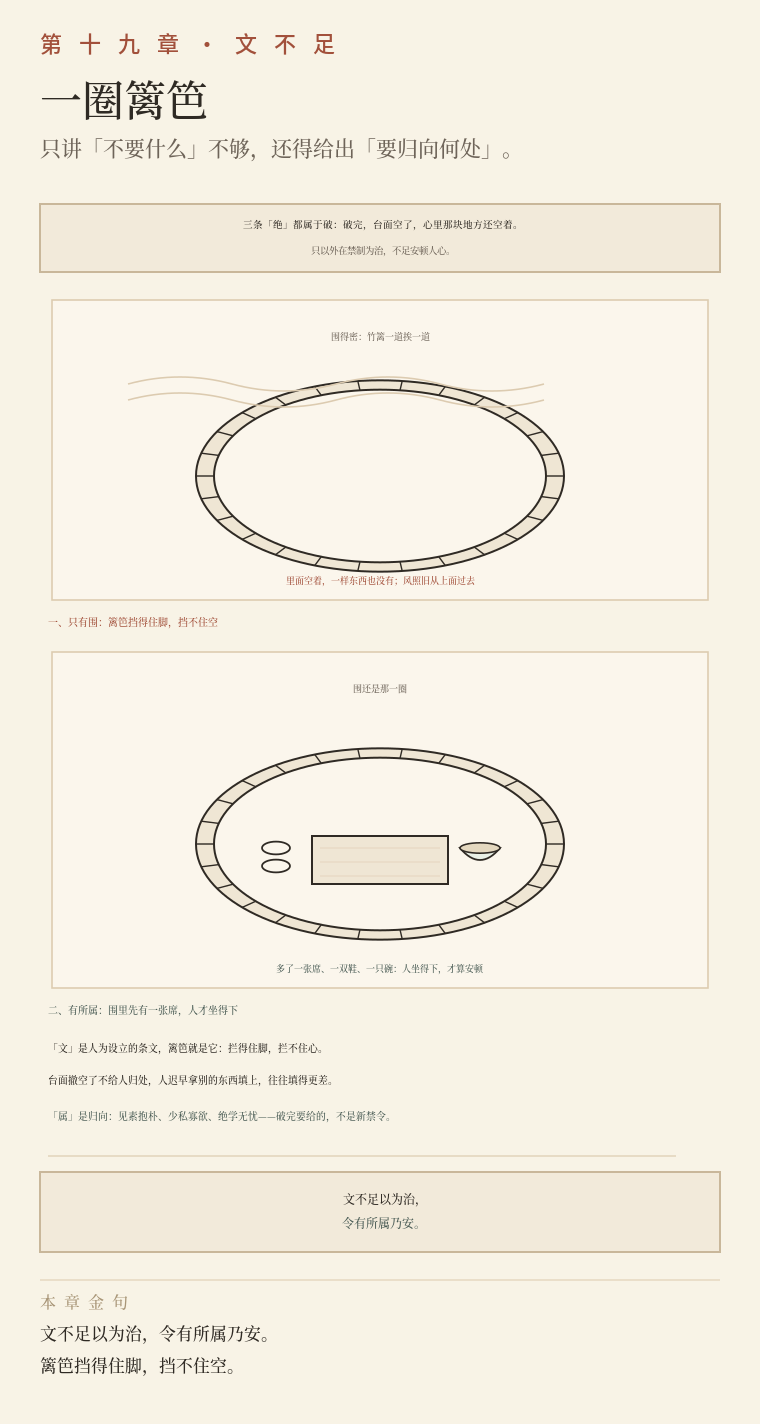 第十九章·文不足
一圈篱笆
只讲「不要什么」不够，还得给出「要归向何处」。
三条「绝」都属于破：破完，台面空了，心里那块地方还空着。
只以外在禁制为治，不足安顿人心。
围得密：竹篱一道挨一道
里面空着，一样东西也没有；风照旧从上面过去
一、只有围：篱笆挡得住脚，挡不住空
围还是那一圈
多了一张席、一双鞋、一只碗：人坐得下，才算安顿
二、有所属：围里先有一张席，人才坐得下
「文」是人为设立的条文，篱笆就是它：拦得住脚，拦不住心。
台面撤空了不给人归处，人迟早拿别的东西填上，往往填得更差。
「属」是归向：见素抱朴、少私寡欲、绝学无忧——破完要给的，不是新禁令。
文不足以为治，
令有所属乃安。
本章金句
文不足以为治，令有所属乃安。
篱笆挡得住脚，挡不住空。